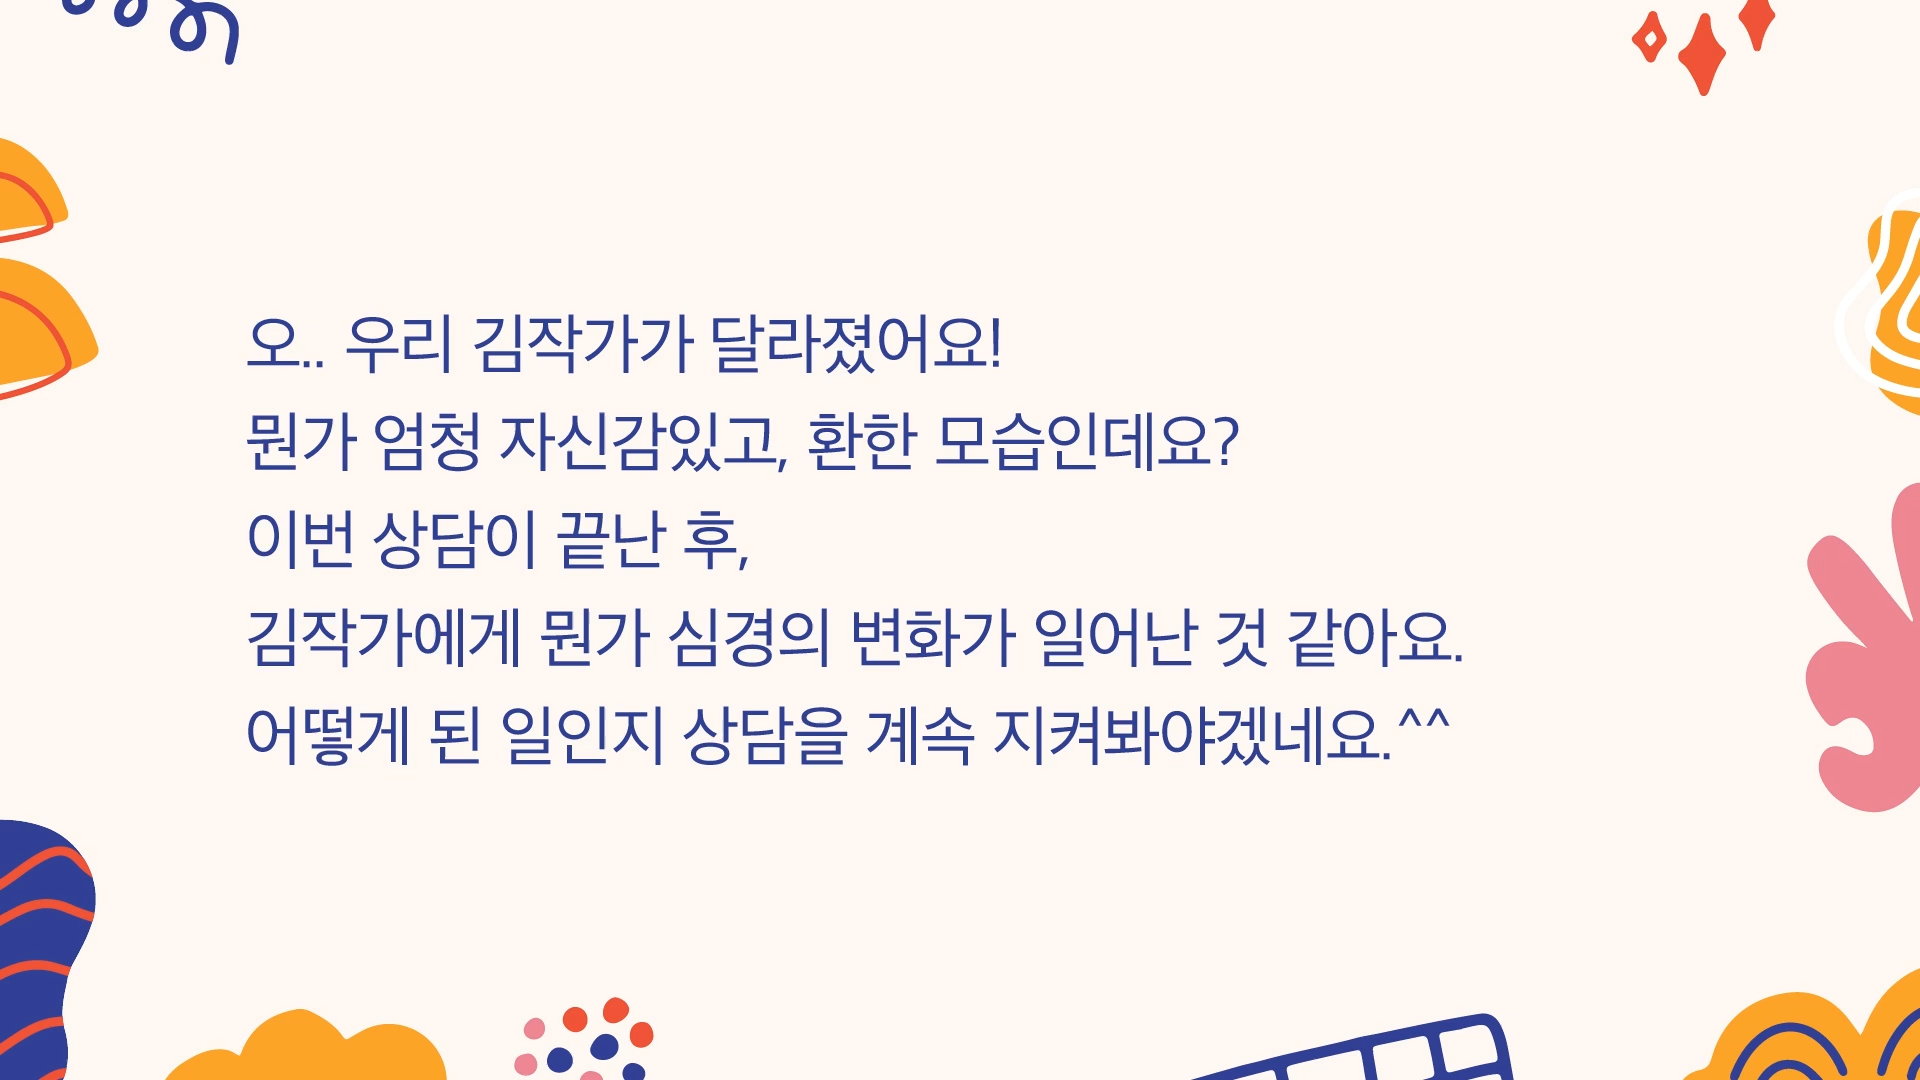 오.. 우리 김작가가 달라졌어요!
뭔가 엄청 자신감있고, 환한 모습인데요?
이번 상담이 끝난 후,
김작가에게 뭔가 심경의 변화가 일어난 것 같아요.
어떻게 된 일인지 상담을 계속 지켜봐야겠네요.^^